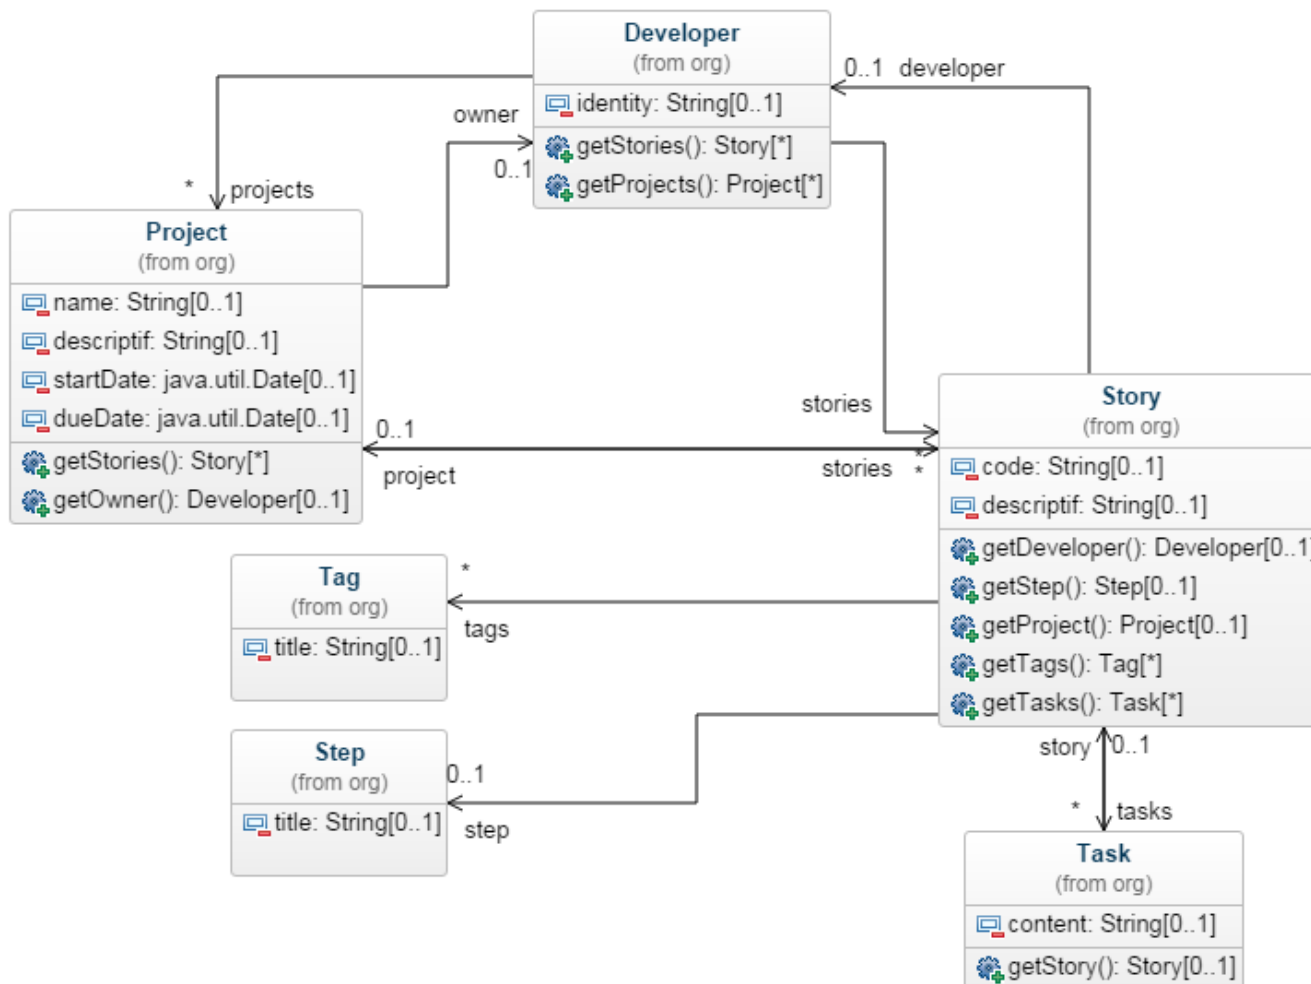 Developer
(from org)
identity: String[0..1]
getStories(): Story[*]
getProjects(): Project[*]
0..1 developer
owner
0..1
* projects
Project
(from org)
name: String[0..1]
descriptif: String[0..1]
startDate: java.util.Date[0..1]
dueDate: java.util.Date[0..1]
getStories(): Story[*]
getOwner(): Developer[0..1]
0..1
project
stories
stories
*
*
Story
(from org)
code: String[0..1]
descriptif: String[0..1]
getDeveloper(): Developer[0..1]
getStep(): Step[0..1]
getProject(): Project[0..1]
getTags(): Tag[*]
getTasks(): Task[*]
Tag
(from org)
title: String[0..1]
*
tags
Step
(from org)
title: String[0..1]
0..1
step
story 0..1
* tasks
Task
(from org)
content: String[0..1]
getStory(): Story[0..1]